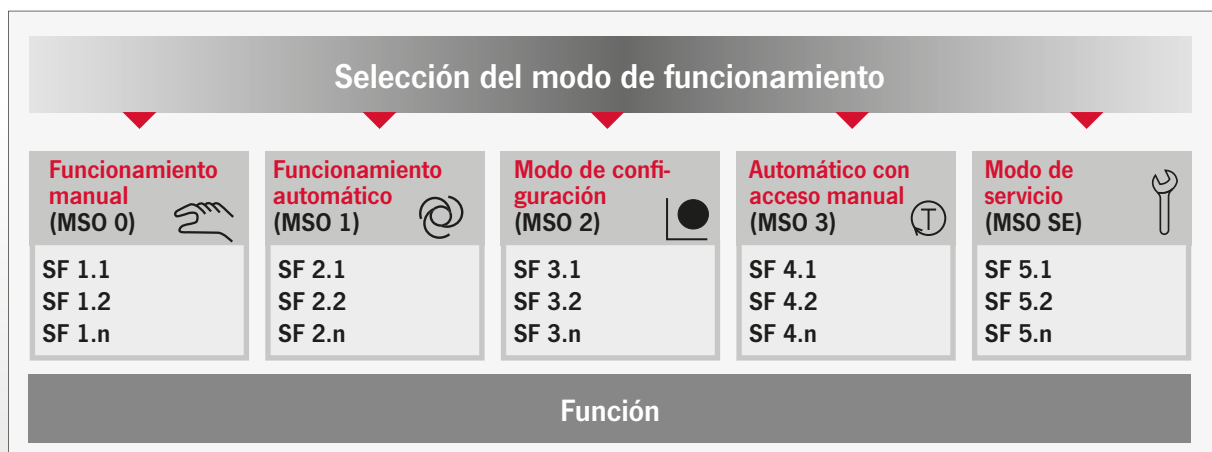 Selección del modo de funcionamiento
Funcionamiento
manual
(MSO 0)
SF 1.1
SF 1.2
SF 1.n
Funcionamiento
automático
(MSO 1)
SF 2.1
SF 2.2
SF 2.n
Modo de confi-
guración
(MSO 2)
SF 3.1
SF 3.2
SF 3.n
Automático con
acceso manual
(MSO 3)
T
SF 4.1
SF 4.2
SF 4.n
Modo de
servicio
(MSO SE)
SF 5.1
SF 5.2
SF 5.n
Función